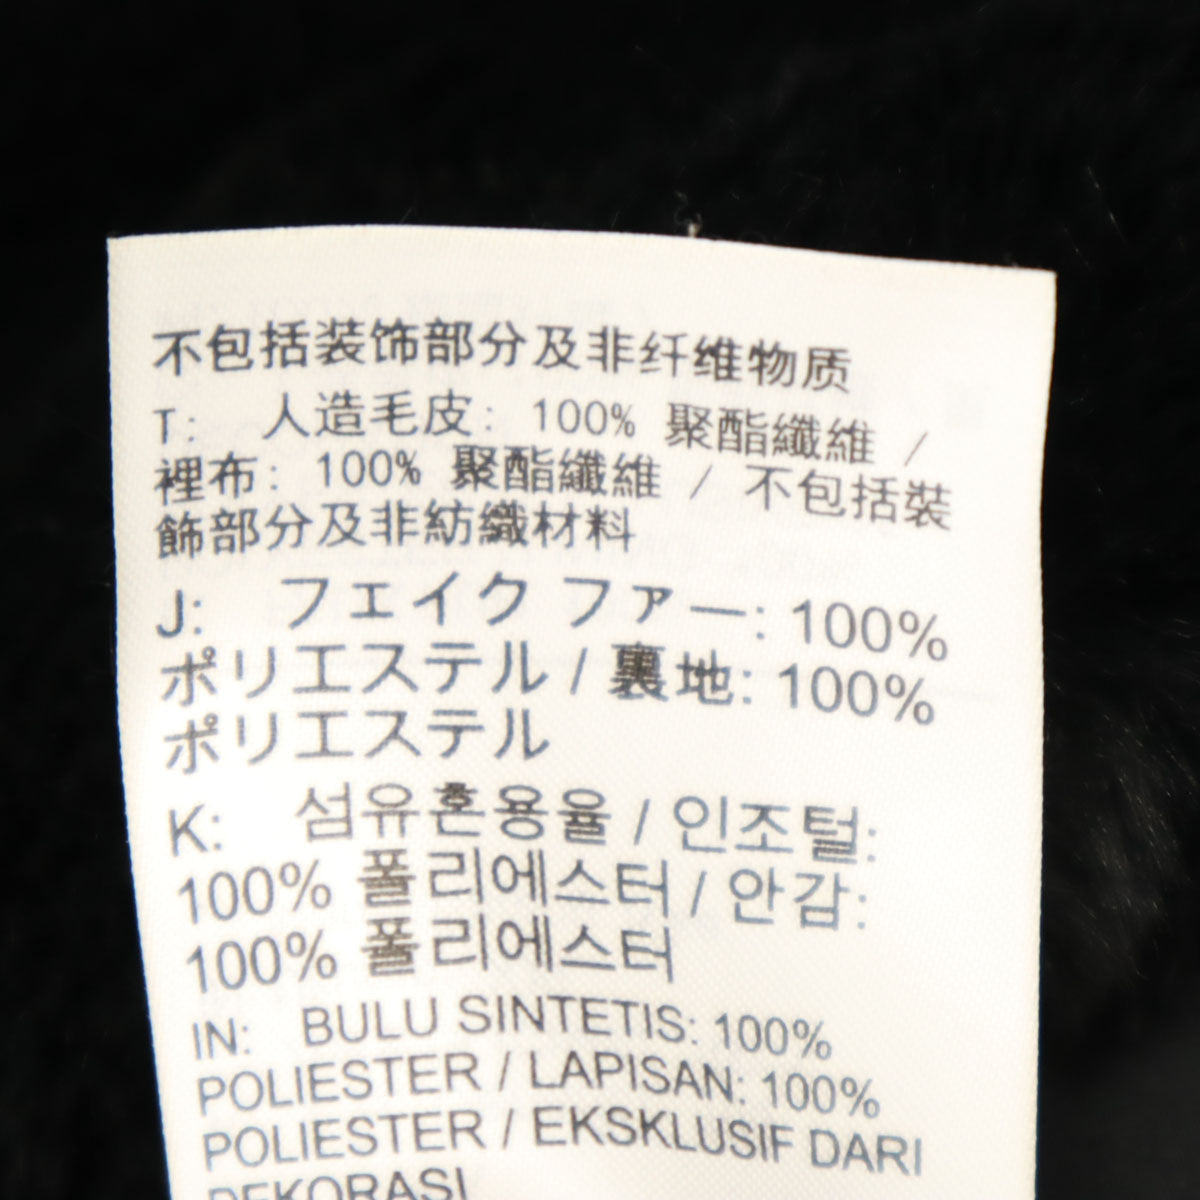 不包括装饰部分及非纤维物质
T: 人造毛皮: 100% 聚酯纖維 /
裡布: 100% 聚酯纖維 / 不包括裝
飾部分及非紡織材料
J: フェイク ファー: 100%
ポリエステル / 裏地: 100%
ポリエステル
K: 섬유혼용율 / 인조털:
100% 폴리에스터 / 안감:
100% 폴리에스터
IN: BULU SINTETIS: 100%
POLIESTER / LAPISAN: 100%
POLIESTER / EKSKLUSIF DARI
DEKORASI